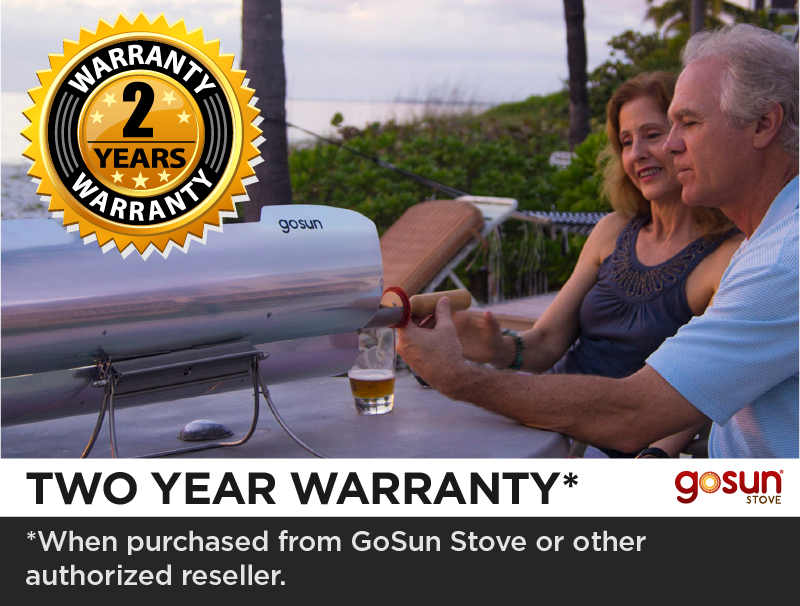 WARRANTY
2
YEARS
WARRANTY
gosun
TWO YEAR WARRANTY*
gosun®
STOVE
*When purchased from GoSun Stove or other
authorized reseller.